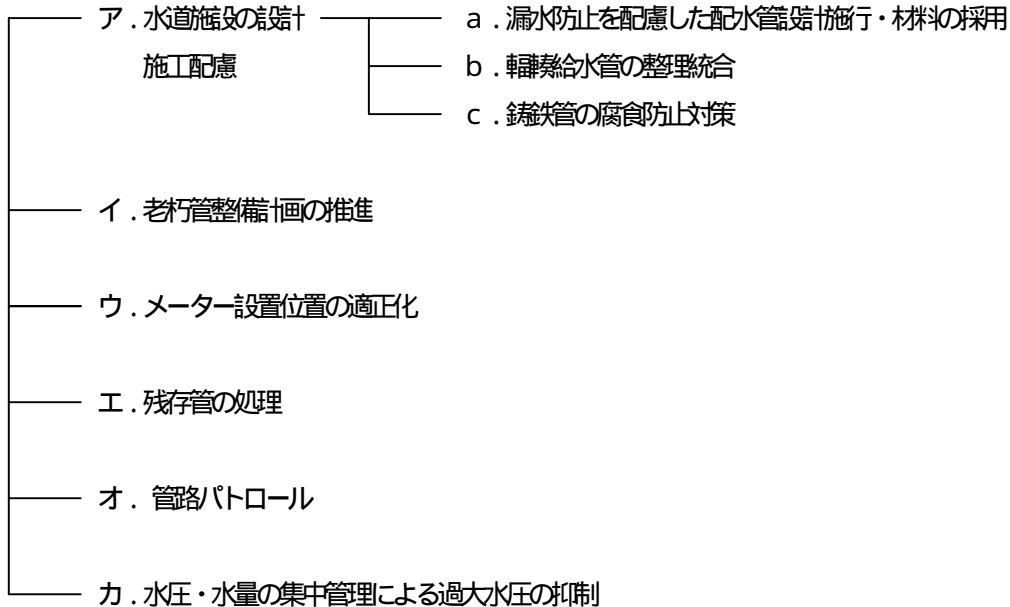 ア．水道施設の設計
施工配慮
a．漏水防止を配慮した配水管設計施行・材料の採用
b．輻輳給水管の整理統合
c．鋳鉄管の腐食防止対策
イ．老朽管整備計画の推進
ウ．メーター設置位置の適正化
エ．残存管の処理
オ．管路パトロール
カ．水圧・水量の集中管理による過大水圧の抑制